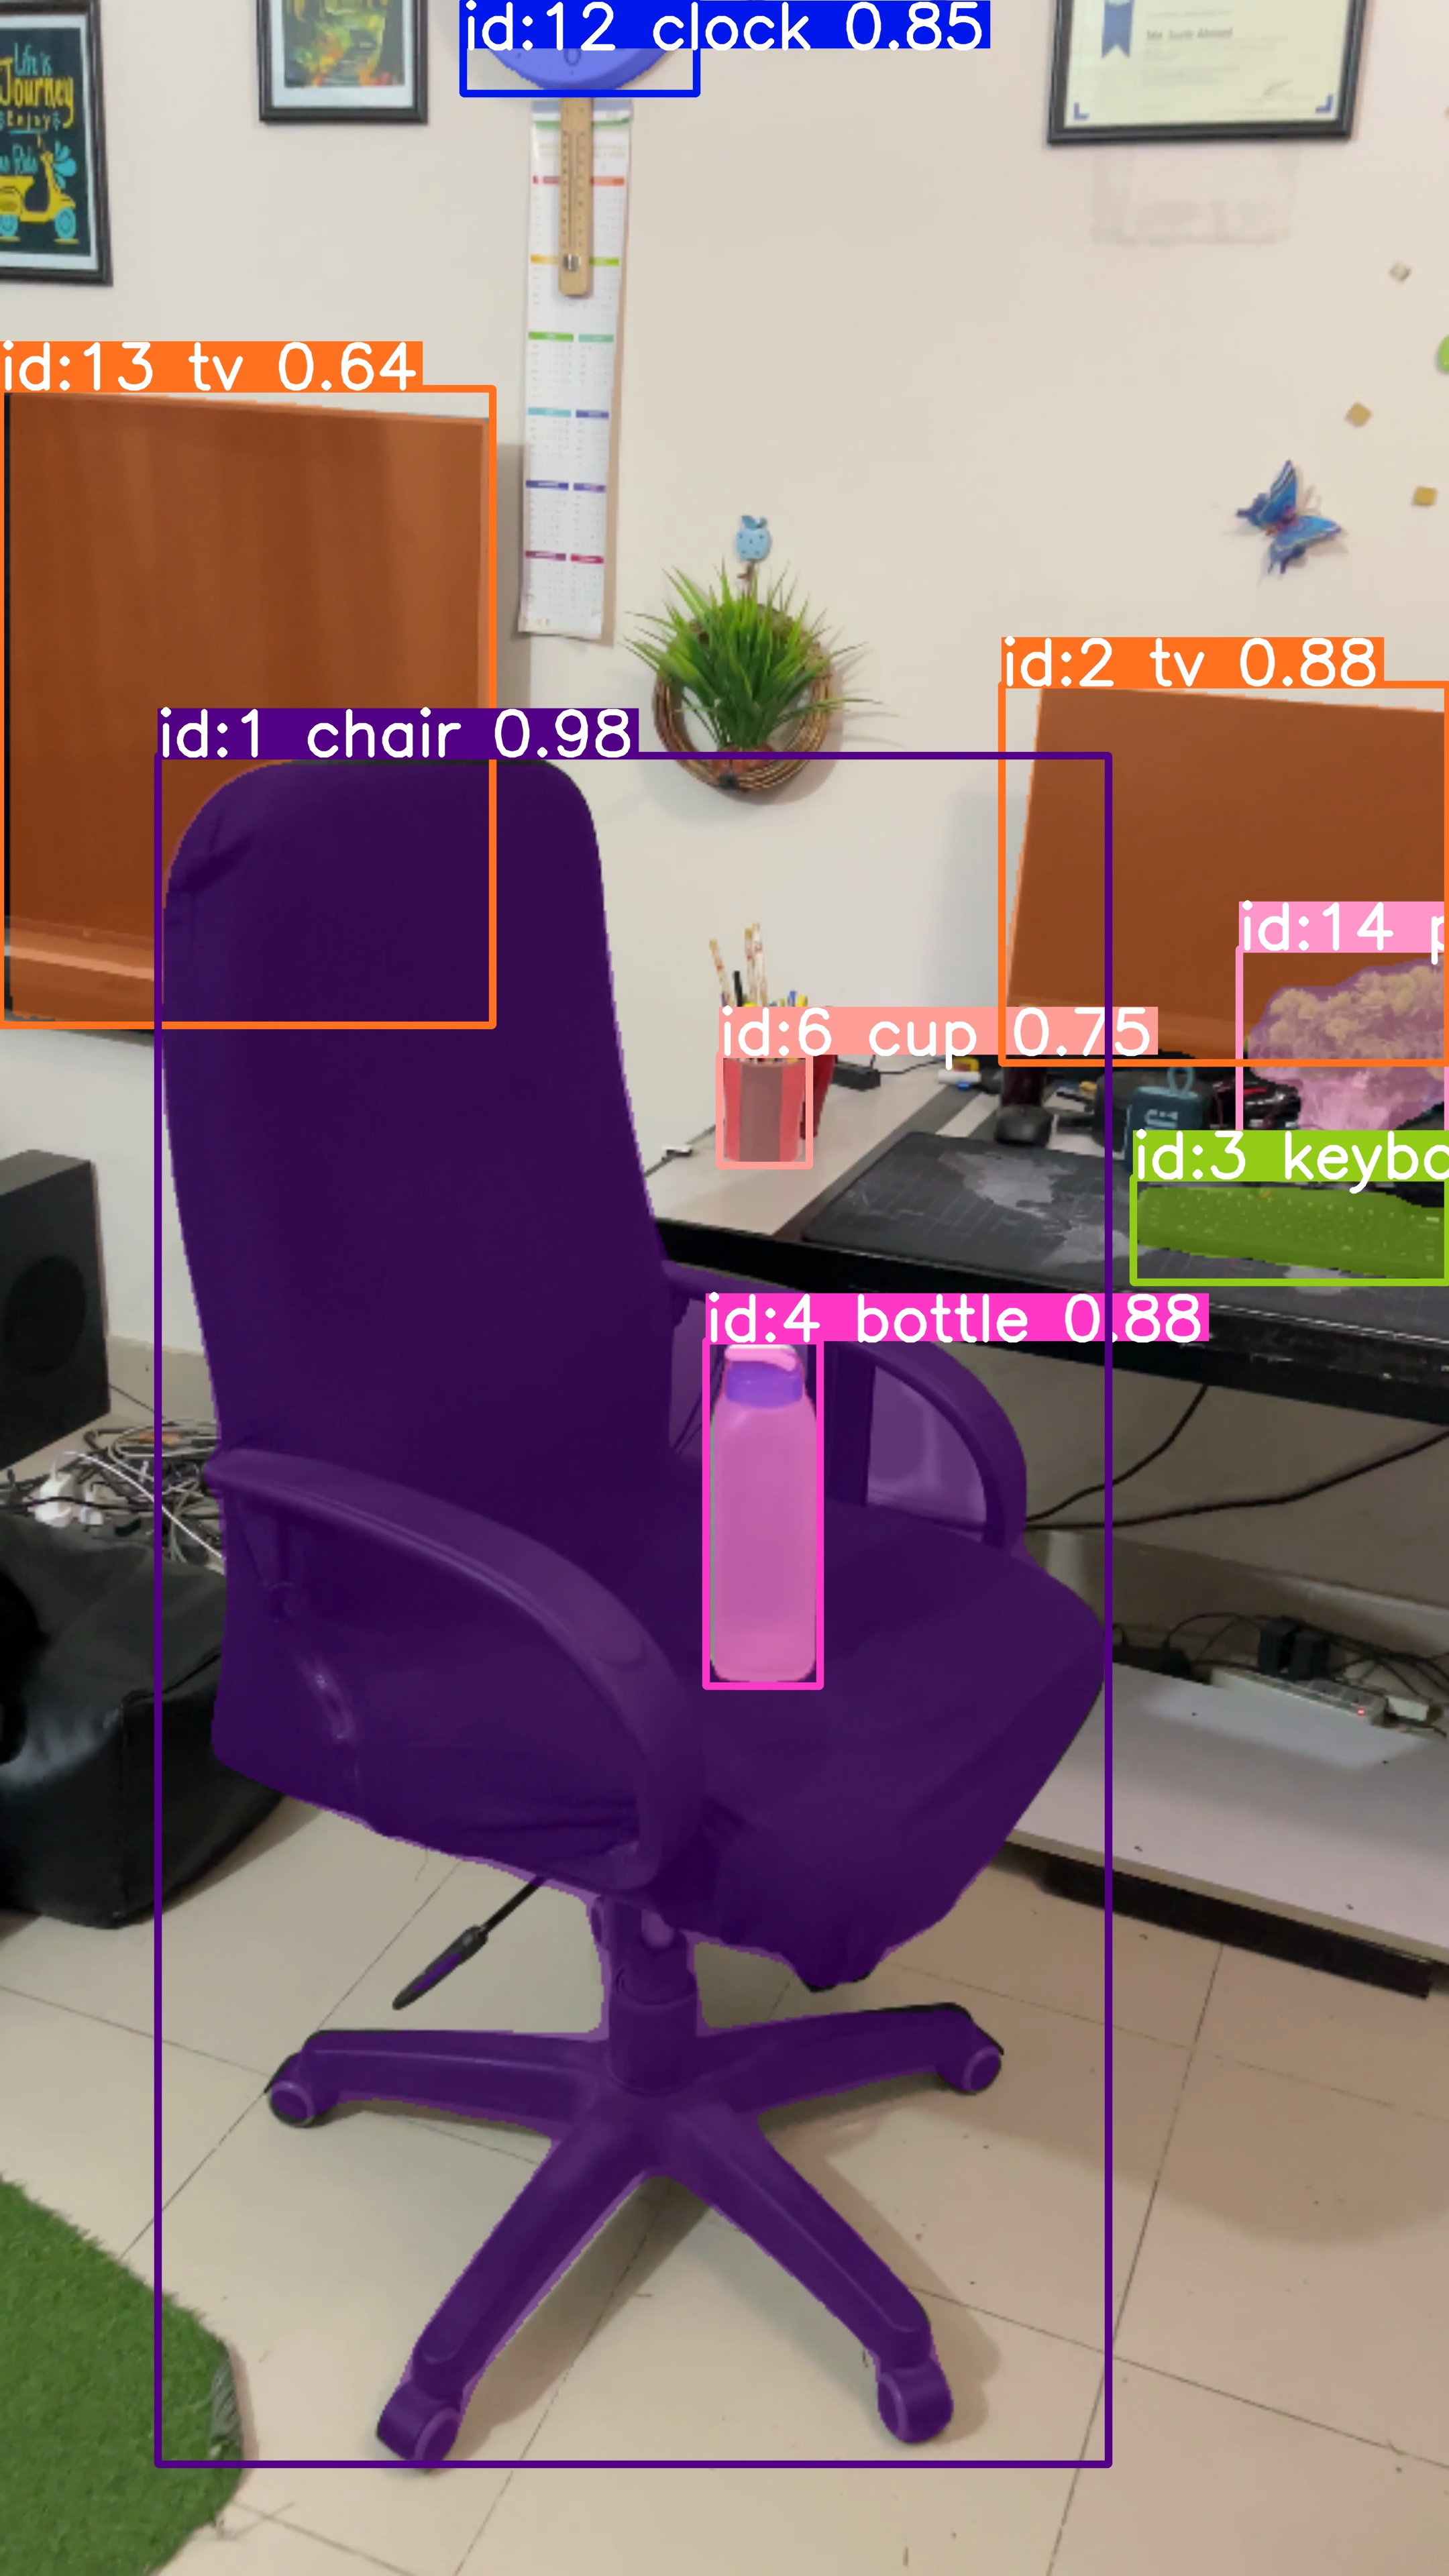 id:12 clock 0.85
Life is
Journey
Enjoy
Ride
id:13 tv 0.64
id:2 tv 0.88
id:1 chair 0.98
id:14 p
id:6 cup 0.75
id:3 keybo
id:4 bottle 0.88